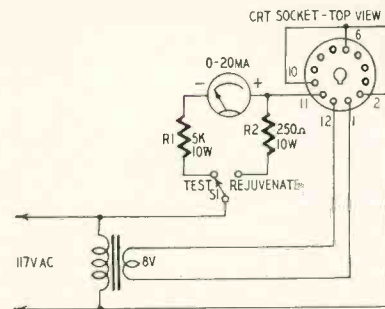 CRT SOCKET - TOP VIEW
6
0-20MA
- +
10
11
12
1
2
R1
5K
10W
R2
250Ω
10W
TEST
REJUVENATE
S1
117V AC
8V